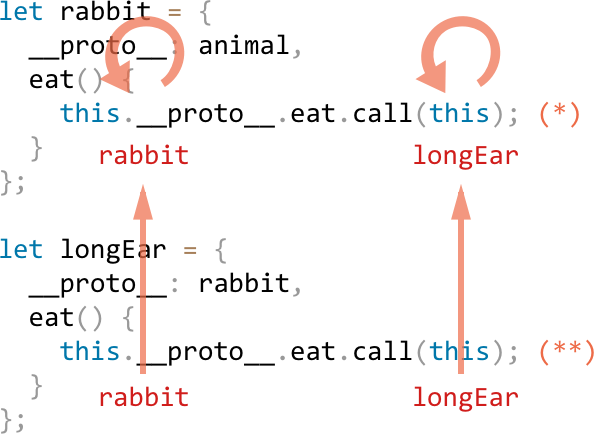 let rabbit = {
  __proto__: animal,
  eat() {
    this.__proto__.eat.call(this); (*)
rabbit longEar
  }
};
let longEar = {
  __proto__: rabbit,
  eat() {
    this.__proto__.eat.call(this); (**)
  }
rabbit longEar
};